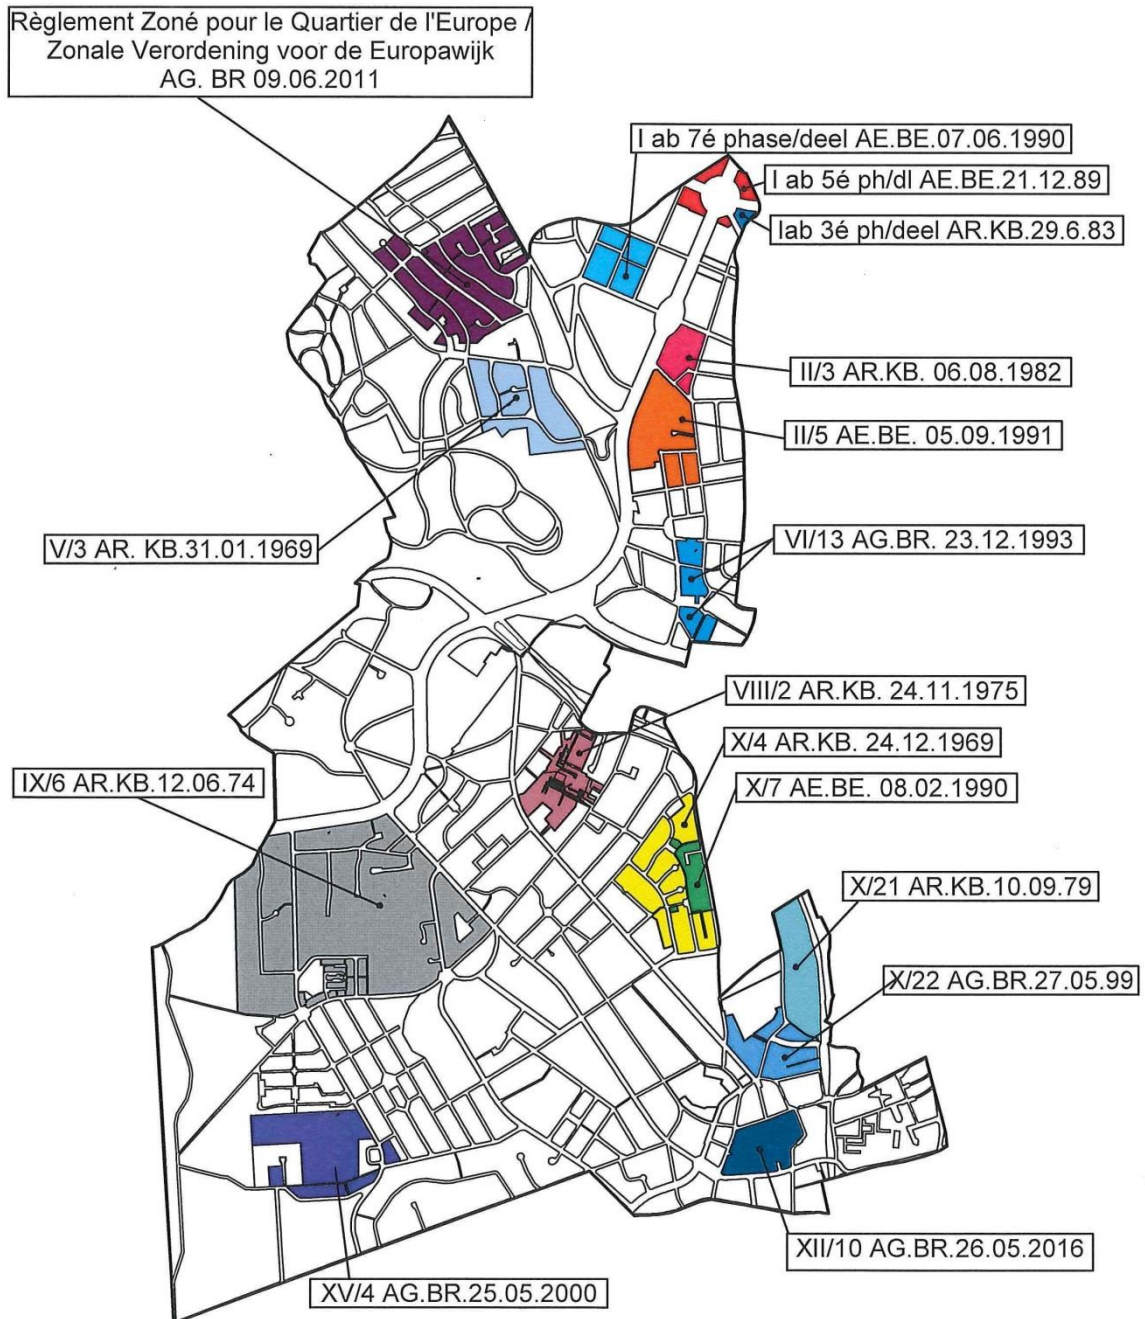 Règlement Zoné pour le Quartier de l'Europe /
Zonale Verordening voor de Europawijk
AG. BR 09.06.2011
I ab 7é phase/deel AE.BE.07.06.1990
I ab 5é ph/dl AE.BE.21.12.89
Iab 3é ph/deel AR.KB.29.6.83
II/3 AR.KB. 06.08.1982
II/5 AE.BE. 05.09.1991
V/3 AR. KB.31.01.1969
VI/13 AG.BR. 23.12.1993
VIII/2 AR.KB. 24.11.1975
X/4 AR.KB. 24.12.1969
IX/6 AR.KB.12.06.74
X/7 AE.BE. 08.02.1990
X/21 AR.KB.10.09.79
X/22 AG.BR.27.05.99
XII/10 AG.BR.26.05.2016
XV/4 AG.BR.25.05.2000